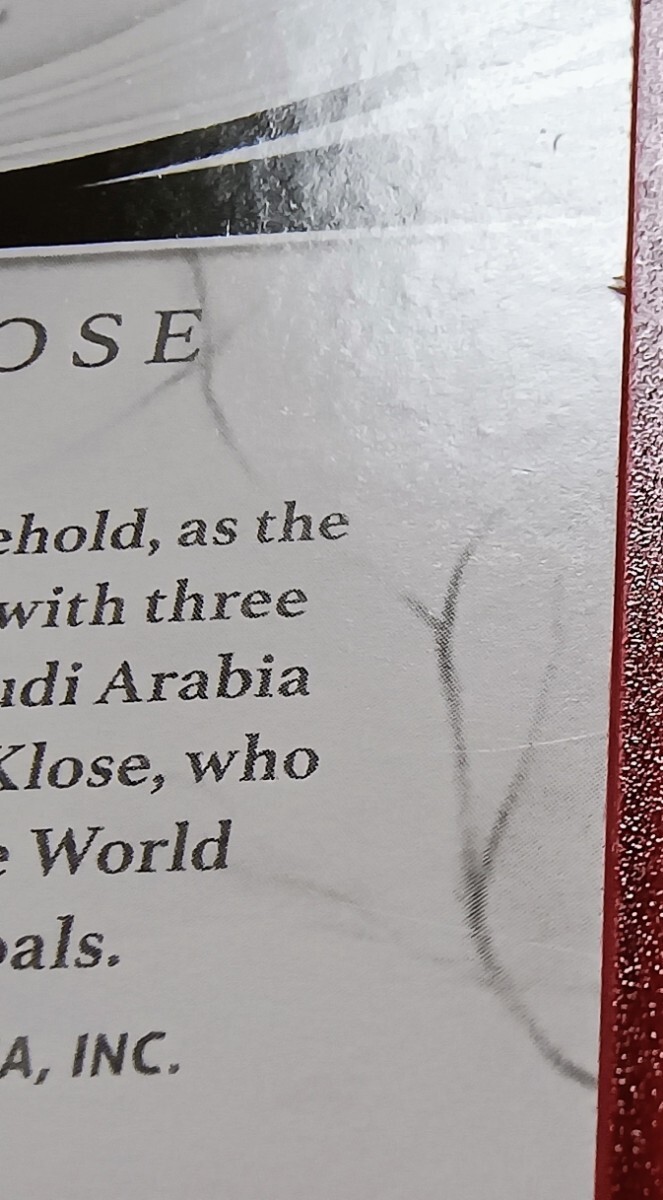 OSE
ehold, as the
with three
udi Arabia
Klose, who
e World
oals.
A, INC.